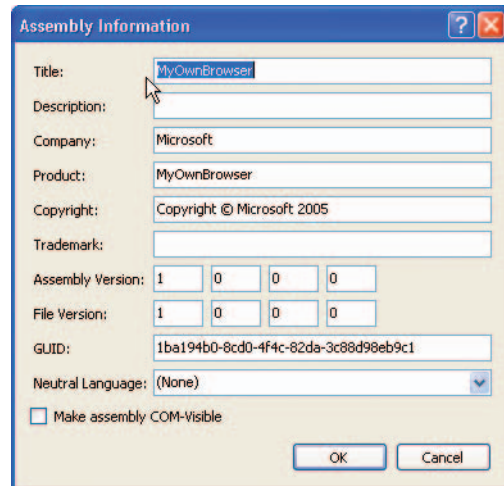 Assembly Information
Title: MyOwnBrowser
Description:
Company: Microsoft
Product: MyOwnBrowser
Copyright: Copyright © Microsoft 2005
Trademark:
Assembly Version: 1 0 0 0
File Version: 1 0 0 0
GUID: 1ba194b0-8cd0-4f4c-82da-3c88d98eb9c1
Neutral Language: (None)
Make assembly COM-Visible
OK Cancel